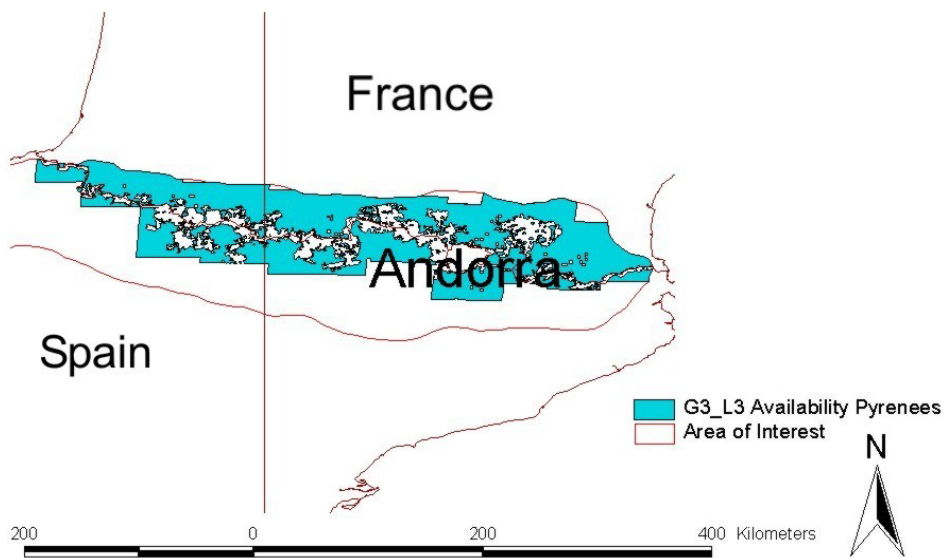 France
Andorra
Spain
G3_L3 Availability Pyrenees
Area of Interest
N
200 0 200 400 Kilometers